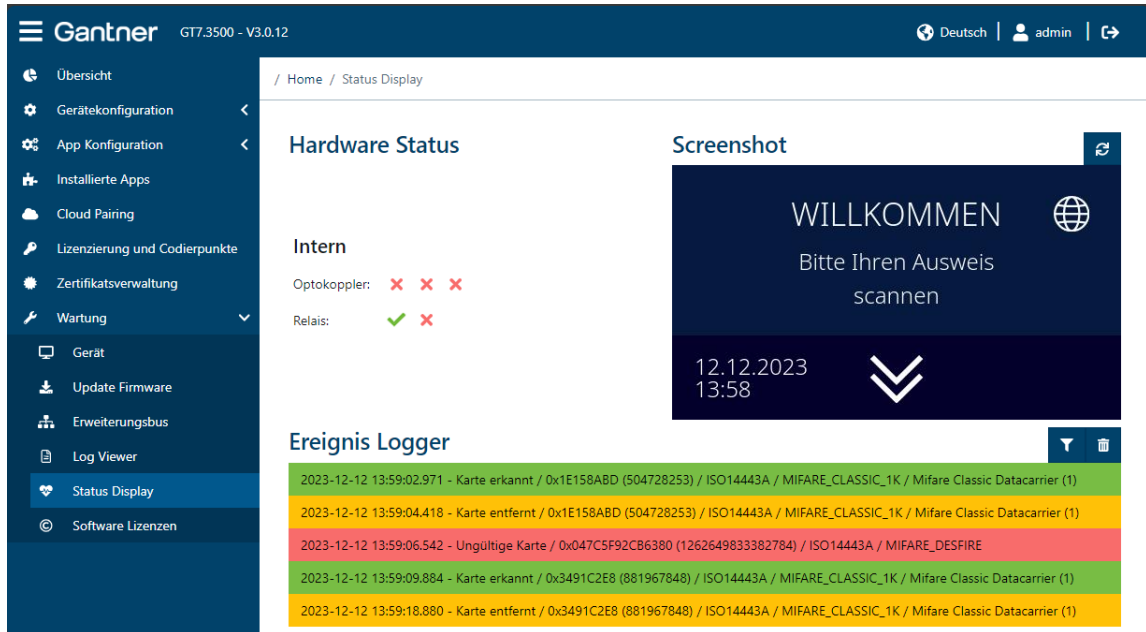 Gantner GT7.3500 - V3.0.12
Deutsch | admin |
Übersicht
Gerätekonfiguration
App Konfiguration
Installierte Apps
Cloud Pairing
Lizenzierung und Codierpunkte
Zertifikatsverwaltung
Wartung
Gerät
Update Firmware
Erweiterungsbus
Log Viewer
Status Display
Software Lizenzen
/ Home / Status Display
Hardware Status
Intern
Optokoppler:
Relais:
Screenshot
WILLKOMMEN
Bitte Ihren Ausweis
scannen
12.12.2023
13:58
Ereignis Logger
2023-12-12 13:59:02.971 - Karte erkannt / 0x1E158ABD (504728253) / ISO14443A / MIFARE_CLASSIC_1K / Mifare Classic Datacarrier (1)
2023-12-12 13:59:04.418 - Karte entfernt / 0x1E158ABD (504728253) / ISO14443A / MIFARE_CLASSIC_1K / Mifare Classic Datacarrier (1)
2023-12-12 13:59:06.542 - Ungültige Karte / 0x047C5F92CB6380 (1262649833382784) / ISO14443A / MIFARE_DESFIRE
2023-12-12 13:59:09.884 - Karte erkannt / 0x3491C2E8 (881967848) / ISO14443A / MIFARE_CLASSIC_1K / Mifare Classic Datacarrier (1)
2023-12-12 13:59:18.880 - Karte entfernt / 0x3491C2E8 (881967848) / ISO14443A / MIFARE_CLASSIC_1K / Mifare Classic Datacarrier (1)